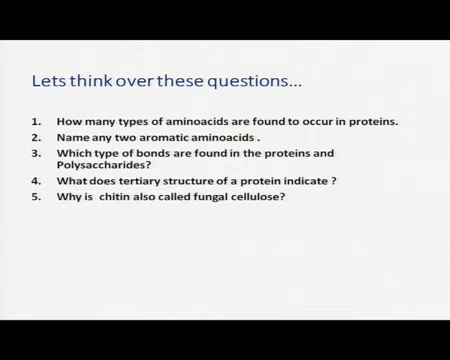 Lets think over these questions...
1. How many types of aminoacids are found to occur in proteins.
2. Name any two aromatic aminoacids .
3. Which type of bonds are found in the proteins and
Polysaccharides?
4. What does tertiary structure of a protein indicate ?
5. Why is chitin also called fungal cellulose?